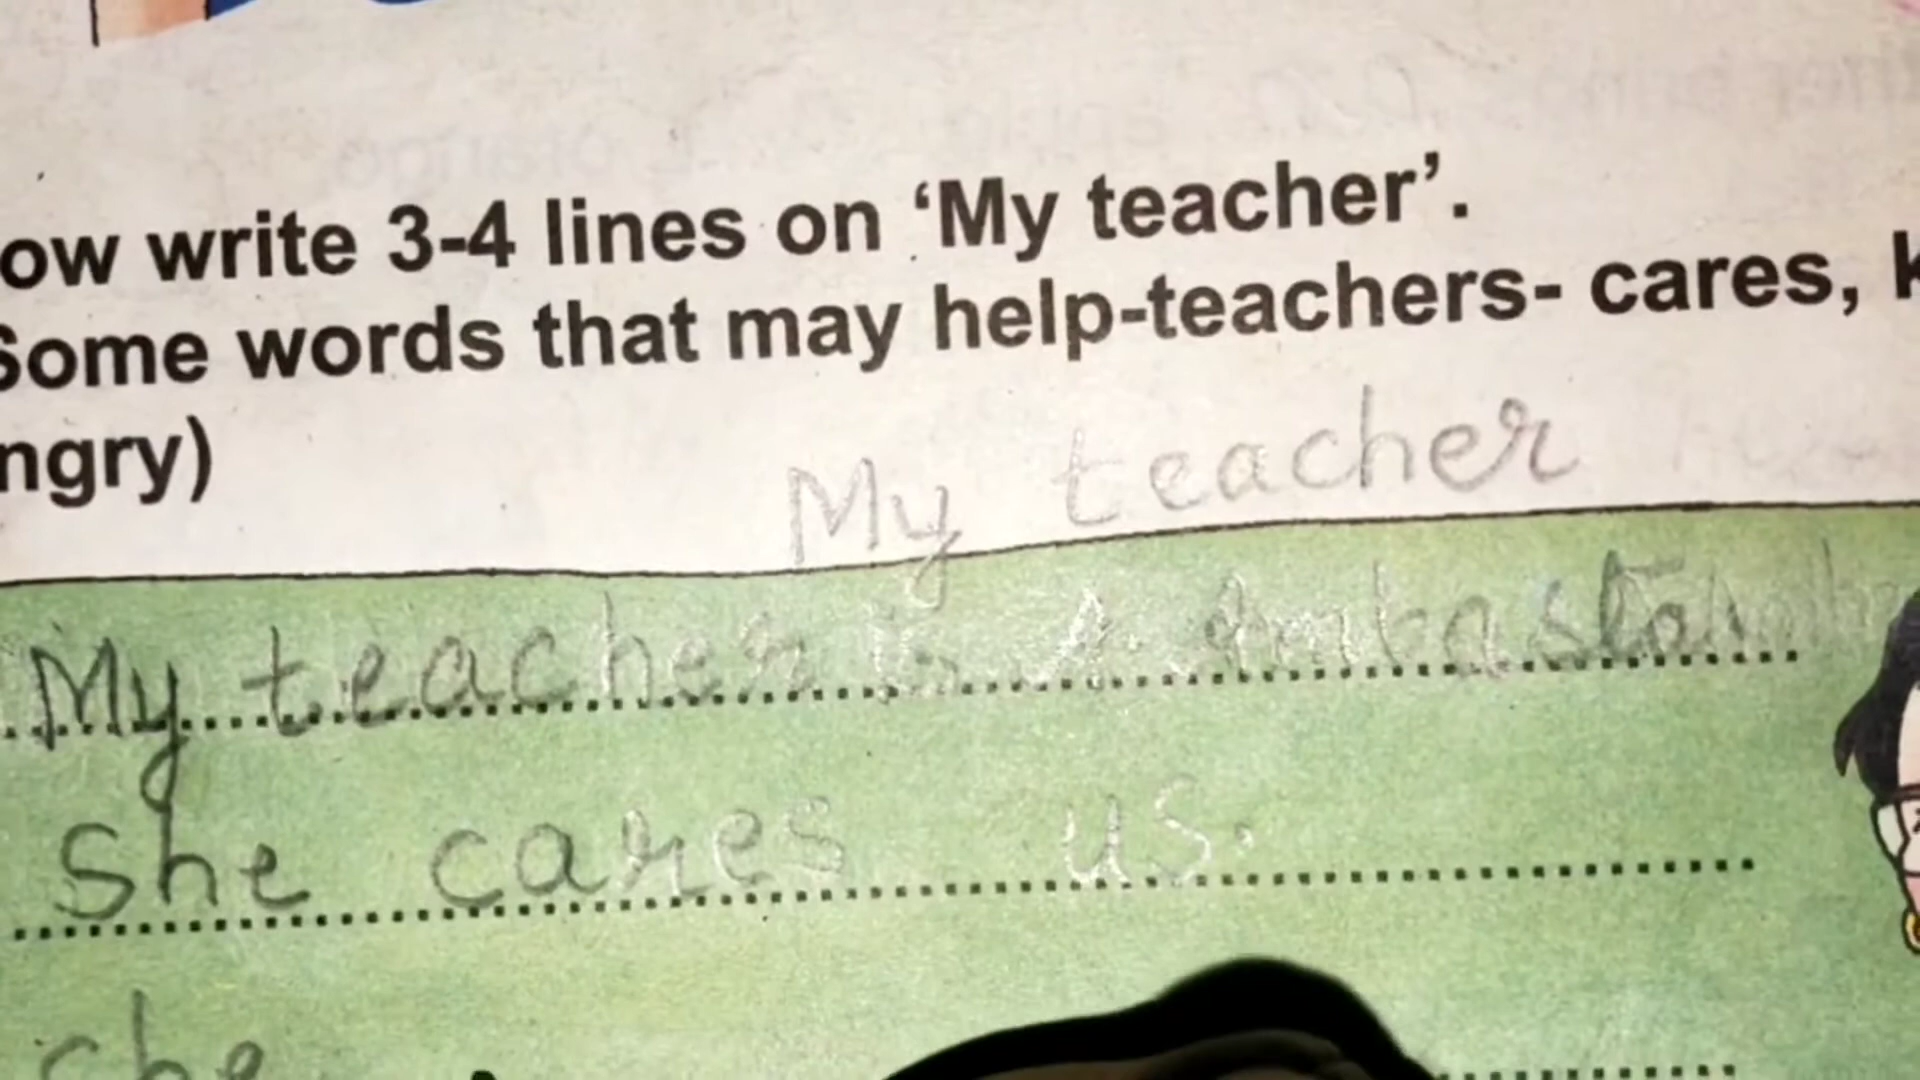 ow write 3-4 lines on ‘My teacher’.
Some words that may help-teachers- cares, k
ngry)
My teacher
My teacher is
She cares us.
She